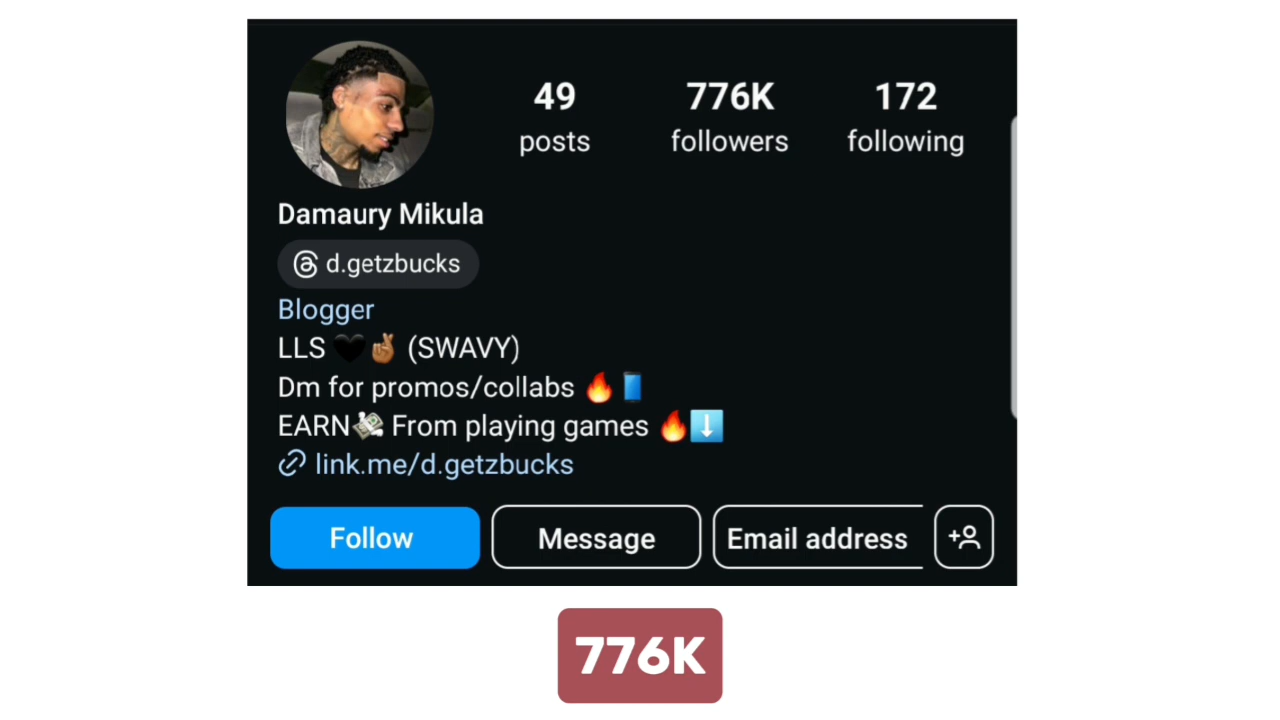 49 776K 172
posts followers following
Damaury Mikula
d.getzbucks
Blogger
LLS 🖤🤞🏾 (SWAVY)
Dm for promos/collabs 🔥📱
EARN💸 From playing games 🔥⬇️
link.me/d.getzbucks
Follow Message Email address
776K